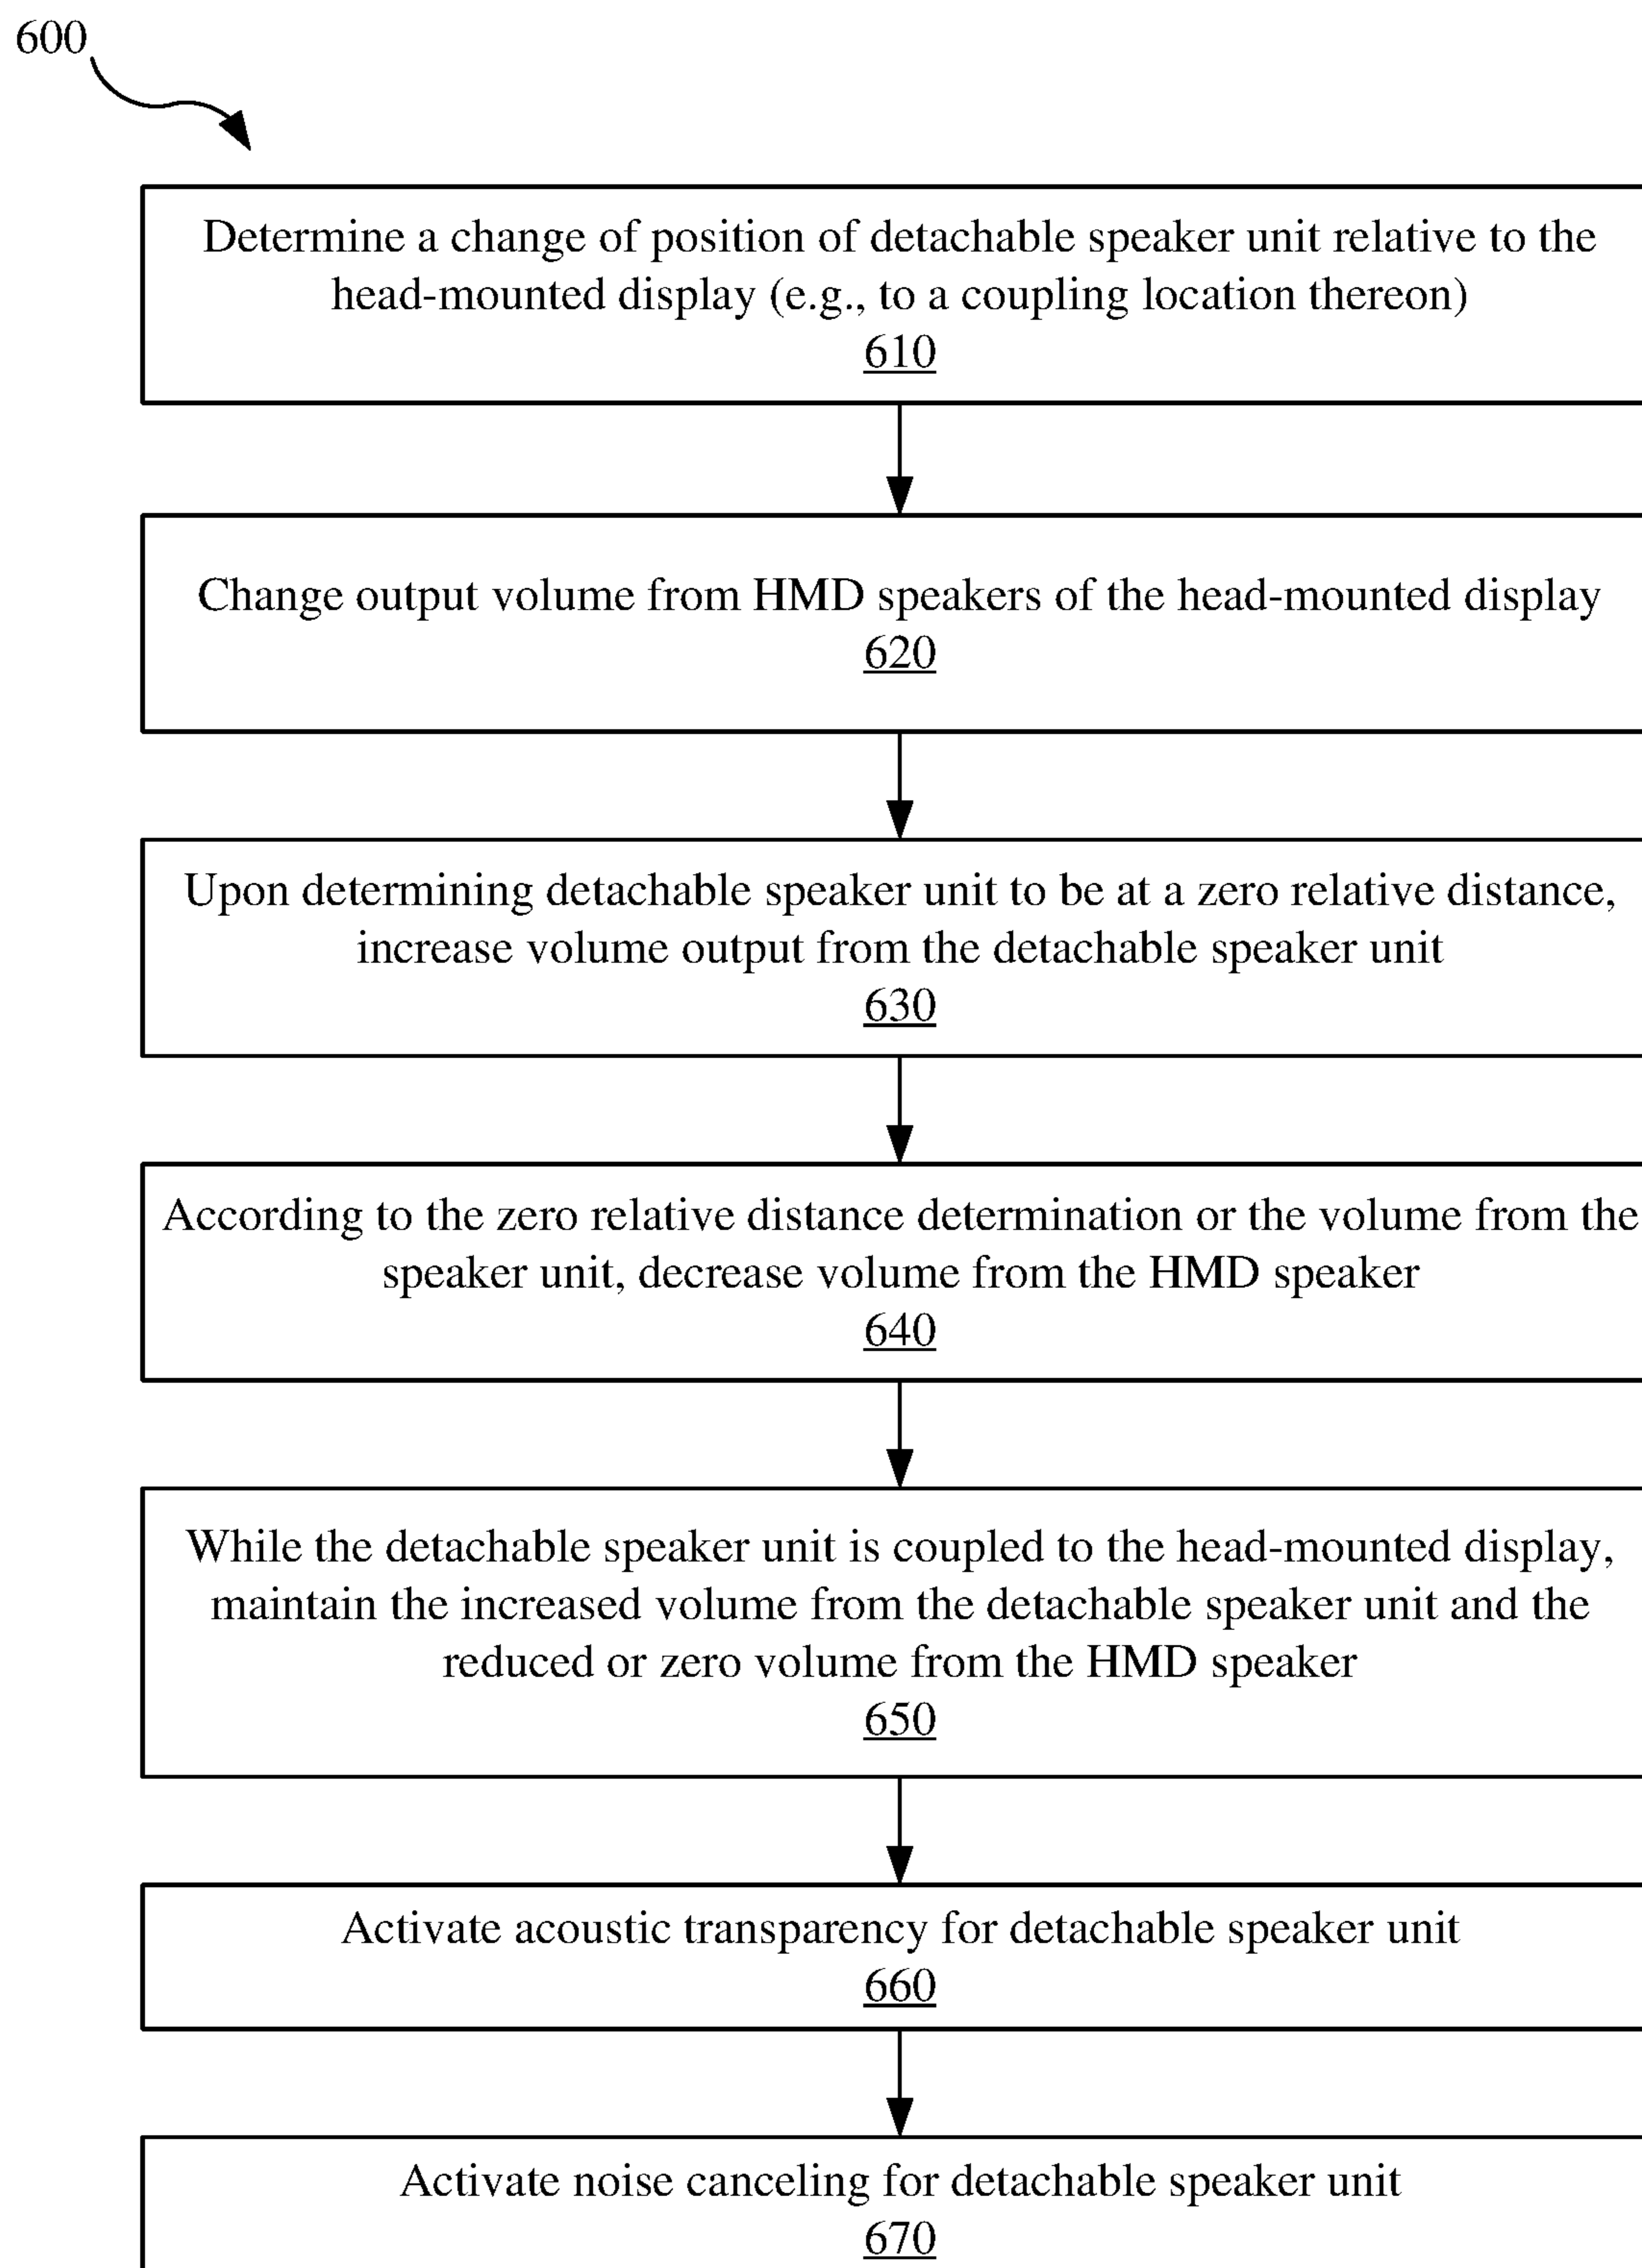 600
Determine a change of position of detachable speaker unit relative to the
head-mounted display (e.g., to a coupling location thereon)
610
Change output volume from HMD speakers of the head-mounted display
620
Upon determining detachable speaker unit to be at a zero relative distance,
increase volume output from the detachable speaker unit
630
According to the zero relative distance determination or the volume from the
speaker unit, decrease volume from the HMD speaker
640
While the detachable speaker unit is coupled to the head-mounted display,
maintain the increased volume from the detachable speaker unit and the
reduced or zero volume from the HMD speaker
650
Activate acoustic transparency for detachable speaker unit
660
Activate noise canceling for detachable speaker unit
670